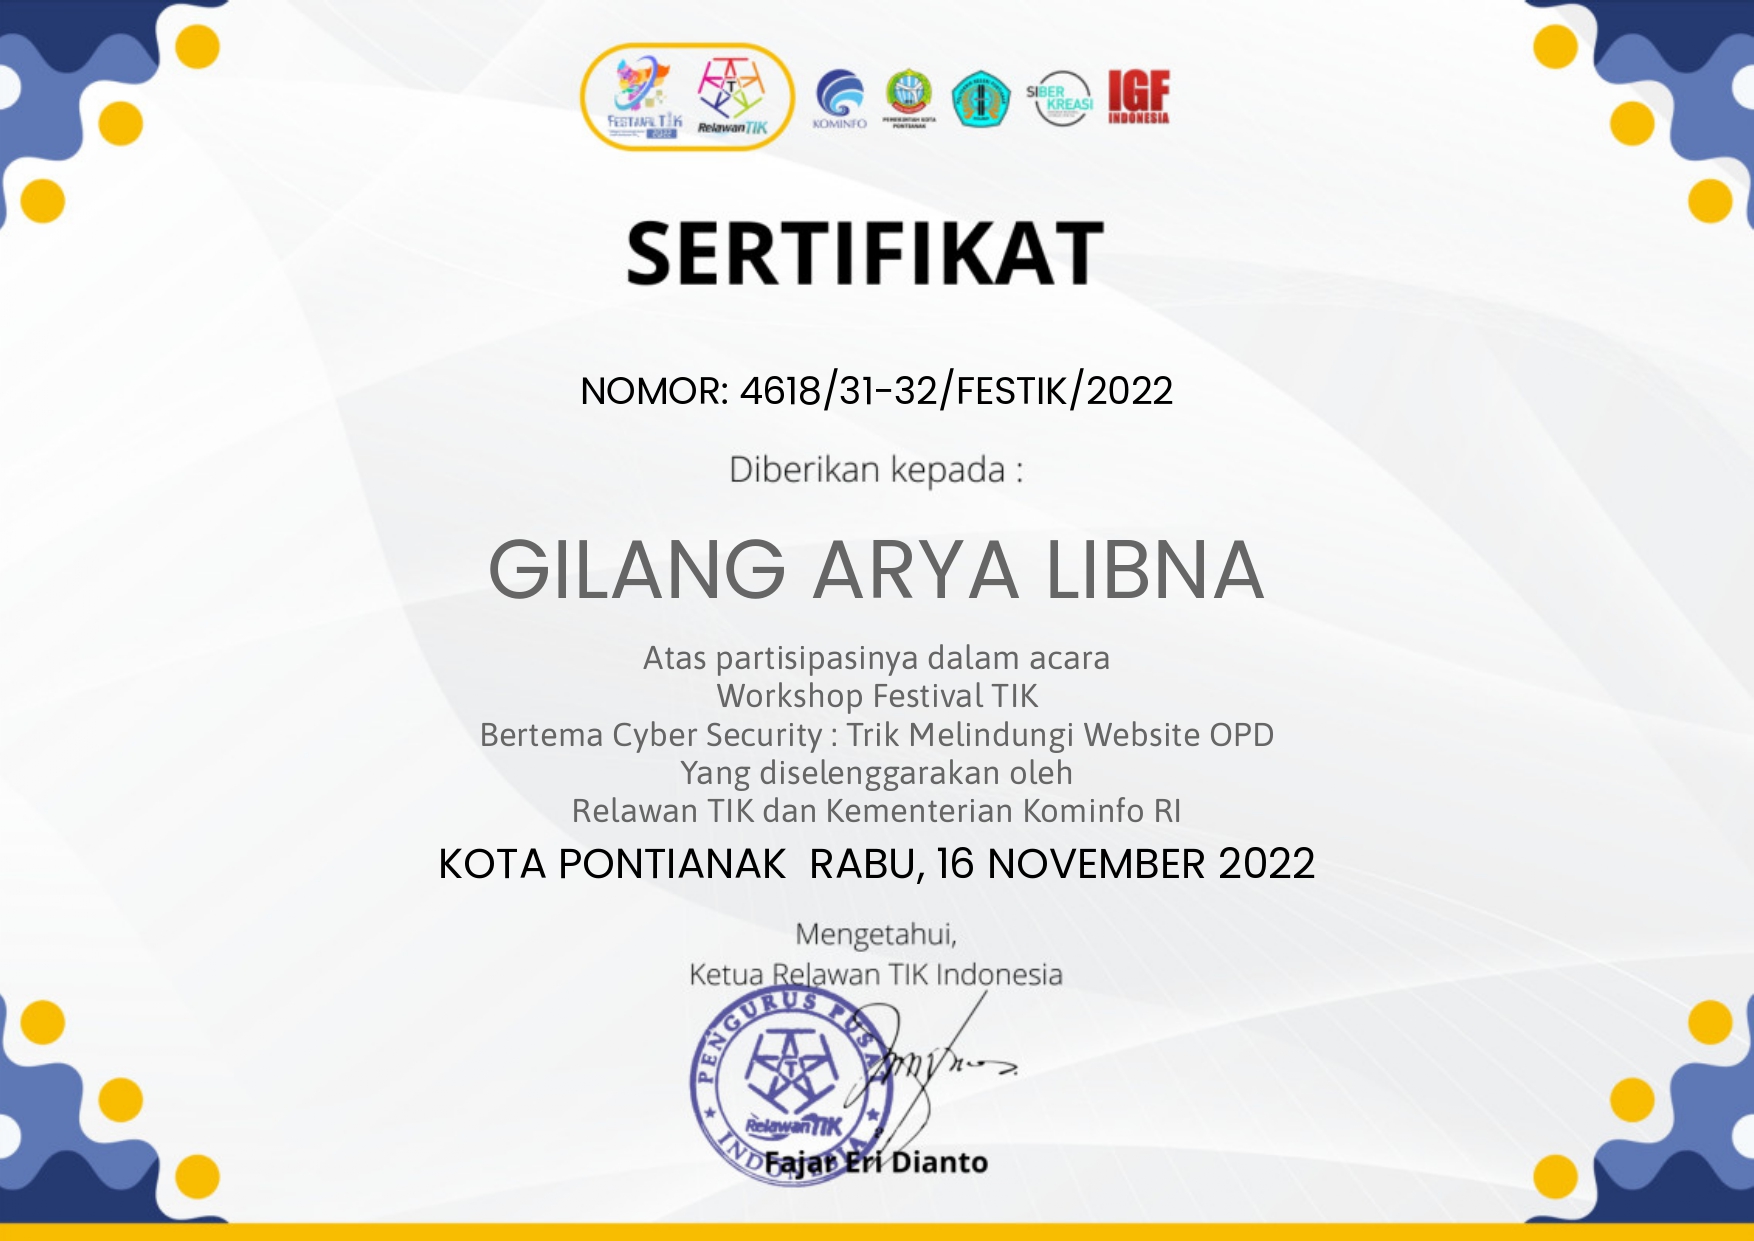 FESTIVAL TIK
2022
RelawanTIK
KOMINFO
PEMERINTAH KOTA
PONTIANAK
SIBER
KREASI
IGF
INDONESIA
SERTIFIKAT
NOMOR: 4618/31-32/FESTIK/2022
Diberikan kepada :
GILANG ARYA LIBNA
Atas partisipasinya dalam acara
Workshop Festival TIK
Bertema Cyber Security : Trik Melindungi Website OPD
Yang diselenggarakan oleh
Relawan TIK dan Kementerian Kominfo RI
KOTA PONTIANAK  RABU, 16 NOVEMBER 2022
Mengetahui,
Ketua Relawan TIK Indonesia
PENGURUS PUSAT
RelawanTIK
INDONESIA
Fajar Eri Dianto